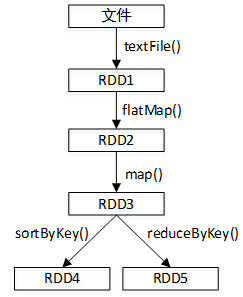 文件
textFile()
RDD1
flatMap()
RDD2
map()
RDD3
sortByKey()
reduceByKey()
RDD4
RDD5